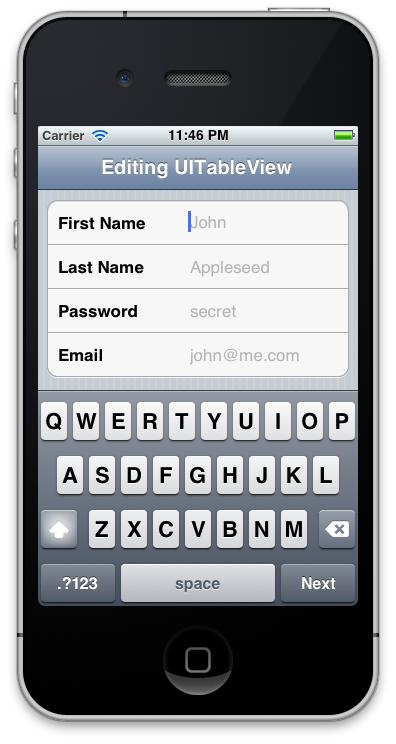 Carrier 11:46 PM
Editing UITableView
First Name John
Last Name Appleseed
Password secret
Email john@me.com
Q W E R T Y U I O P
A S D F G H J K L
Z X C V B N M
.?123 space Next